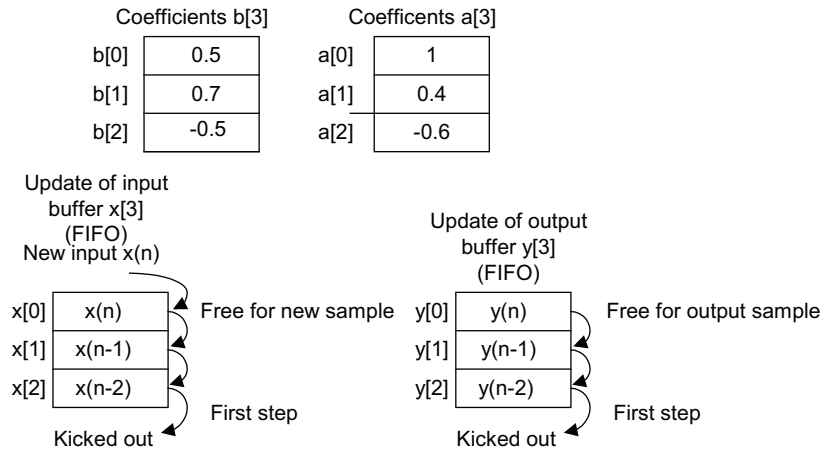 Coefficients b[3]
Coefficents a[3]
b[0] 0.5
b[1] 0.7
b[2] -0.5
a[0] 1
a[1] 0.4
a[2] -0.6
Update of input
buffer x[3]
(FIFO)
New input x(n)
x[0] x(n) Free for new sample
x[1] x(n-1)
x[2] x(n-2)
First step
Kicked out
Update of output
buffer y[3]
(FIFO)
y[0] y(n) Free for output sample
y[1] y(n-1)
y[2] y(n-2)
First step
Kicked out